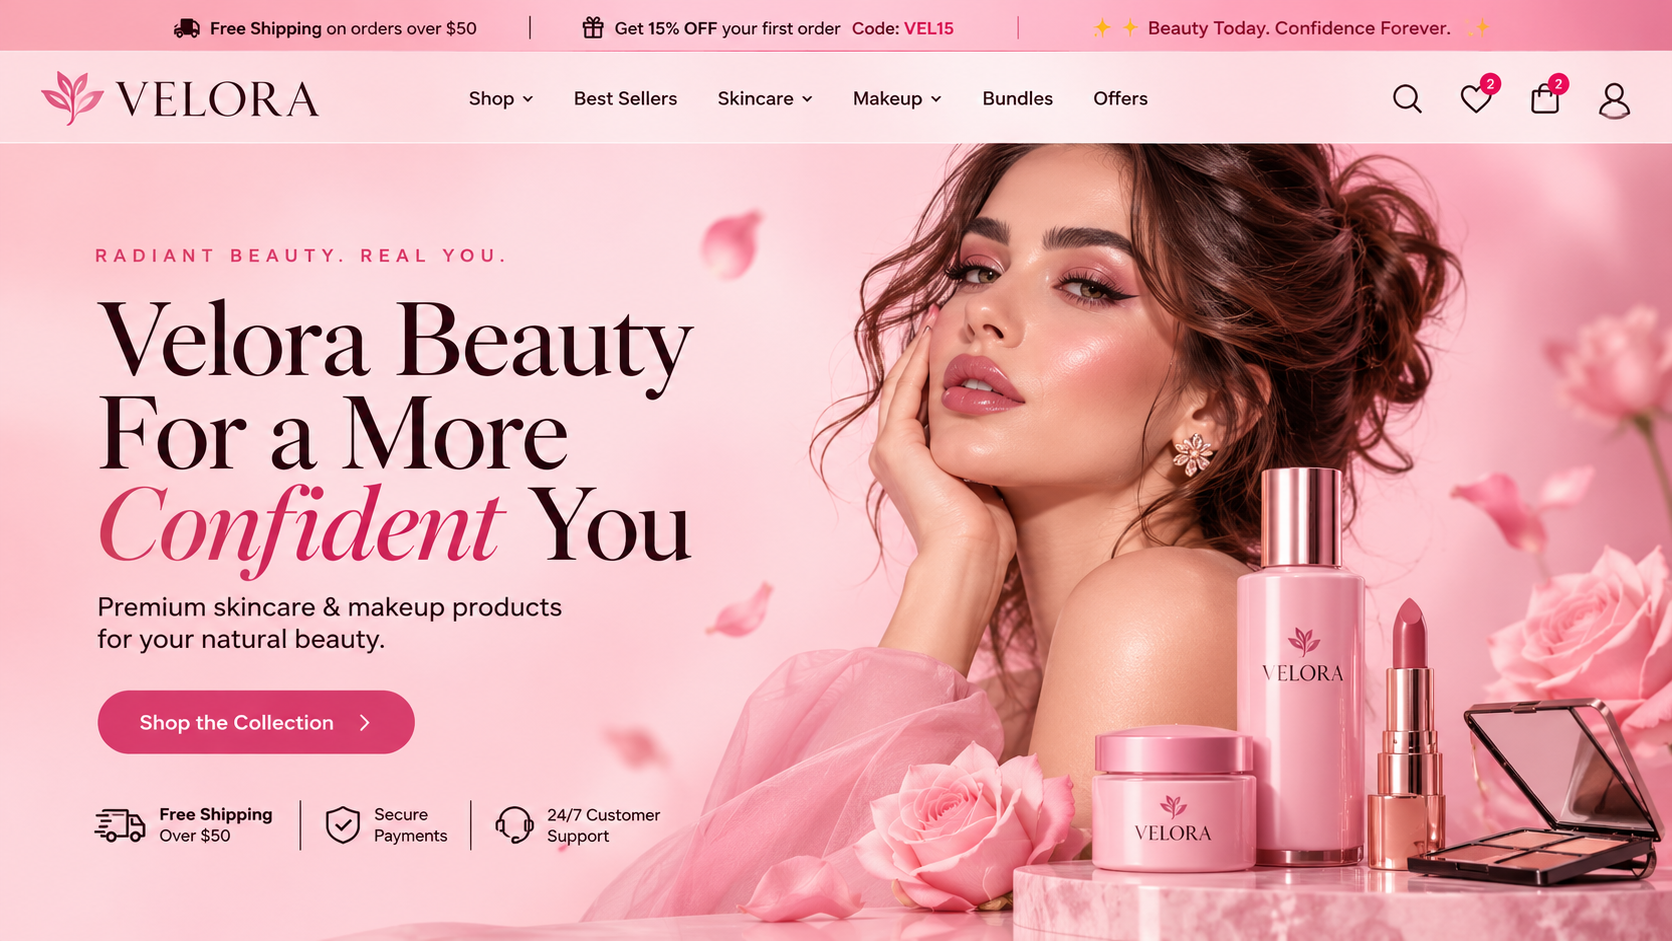 Free Shipping on orders over $50
Get 15% OFF your first order Code: VEL15
Beauty Today. Confidence Forever.
VELORA
Shop
Best Sellers
Skincare
Makeup
Bundles
Offers
2
2
RADIANT BEAUTY. REAL YOU.
Velora Beauty
For a More
Confident You
Premium skincare & makeup products
for your natural beauty.
Shop the Collection
Free Shipping
Over $50
Secure
Payments
24/7 Customer
Support
VELORA
VELORA